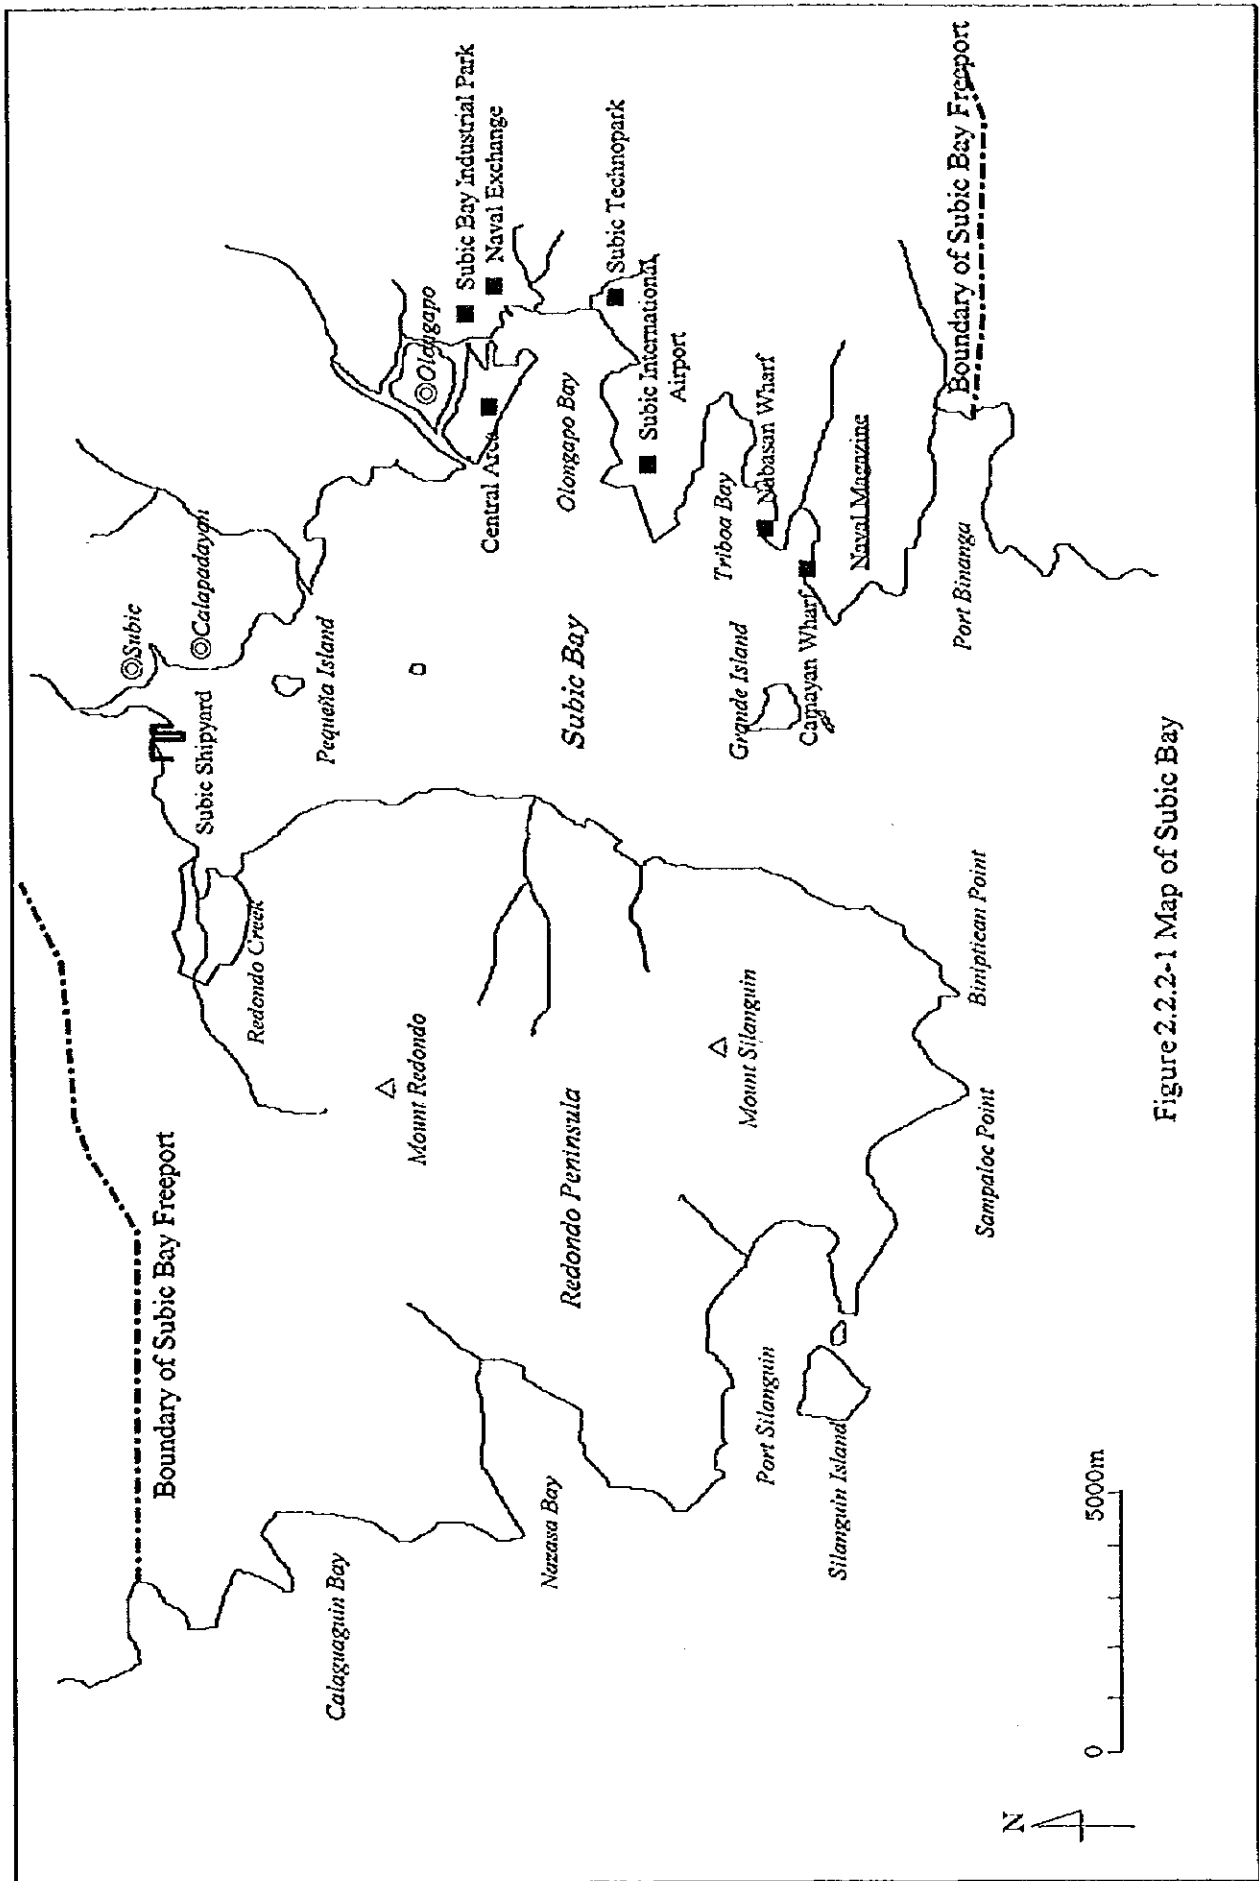 Boundary of Subic Bay Freeport
Subic
Calapadayan
Subic Shipyard
Redondo Creek
Pequeña Island
Olongapo
Subic Bay Industrial Park
Naval Exchange
Central Area
Calaguaguin Bay
Mount Redondo
Nazasa Bay
Redondo Peninsula
Subic Bay
Olongapo Bay
Subic Technopark
Subic International
Airport
Mount Silanguin
Grande Island
Triboa Bay
Nabasan Wharf
Port Silanguin
Camayan Wharf
Naval Magazine
Silanguin Island
Sampaloc Point
Biniptican Point
Port Binanga
Boundary of Subic Bay Freeport
N
0
5000m
Figure 2.2.2-1 Map of Subic Bay